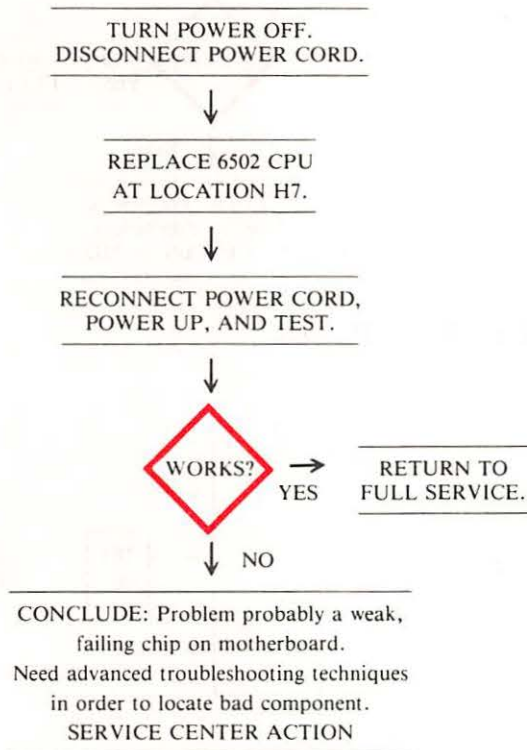 TURN POWER OFF.
DISCONNECT POWER CORD.
REPLACE 6502 CPU
AT LOCATION H7.
RECONNECT POWER CORD,
POWER UP, AND TEST.
WORKS?
YES
RETURN TO
FULL SERVICE.
NO
CONCLUDE: Problem probably a weak,
failing chip on motherboard.
Need advanced troubleshooting techniques
in order to locate bad component.
SERVICE CENTER ACTION